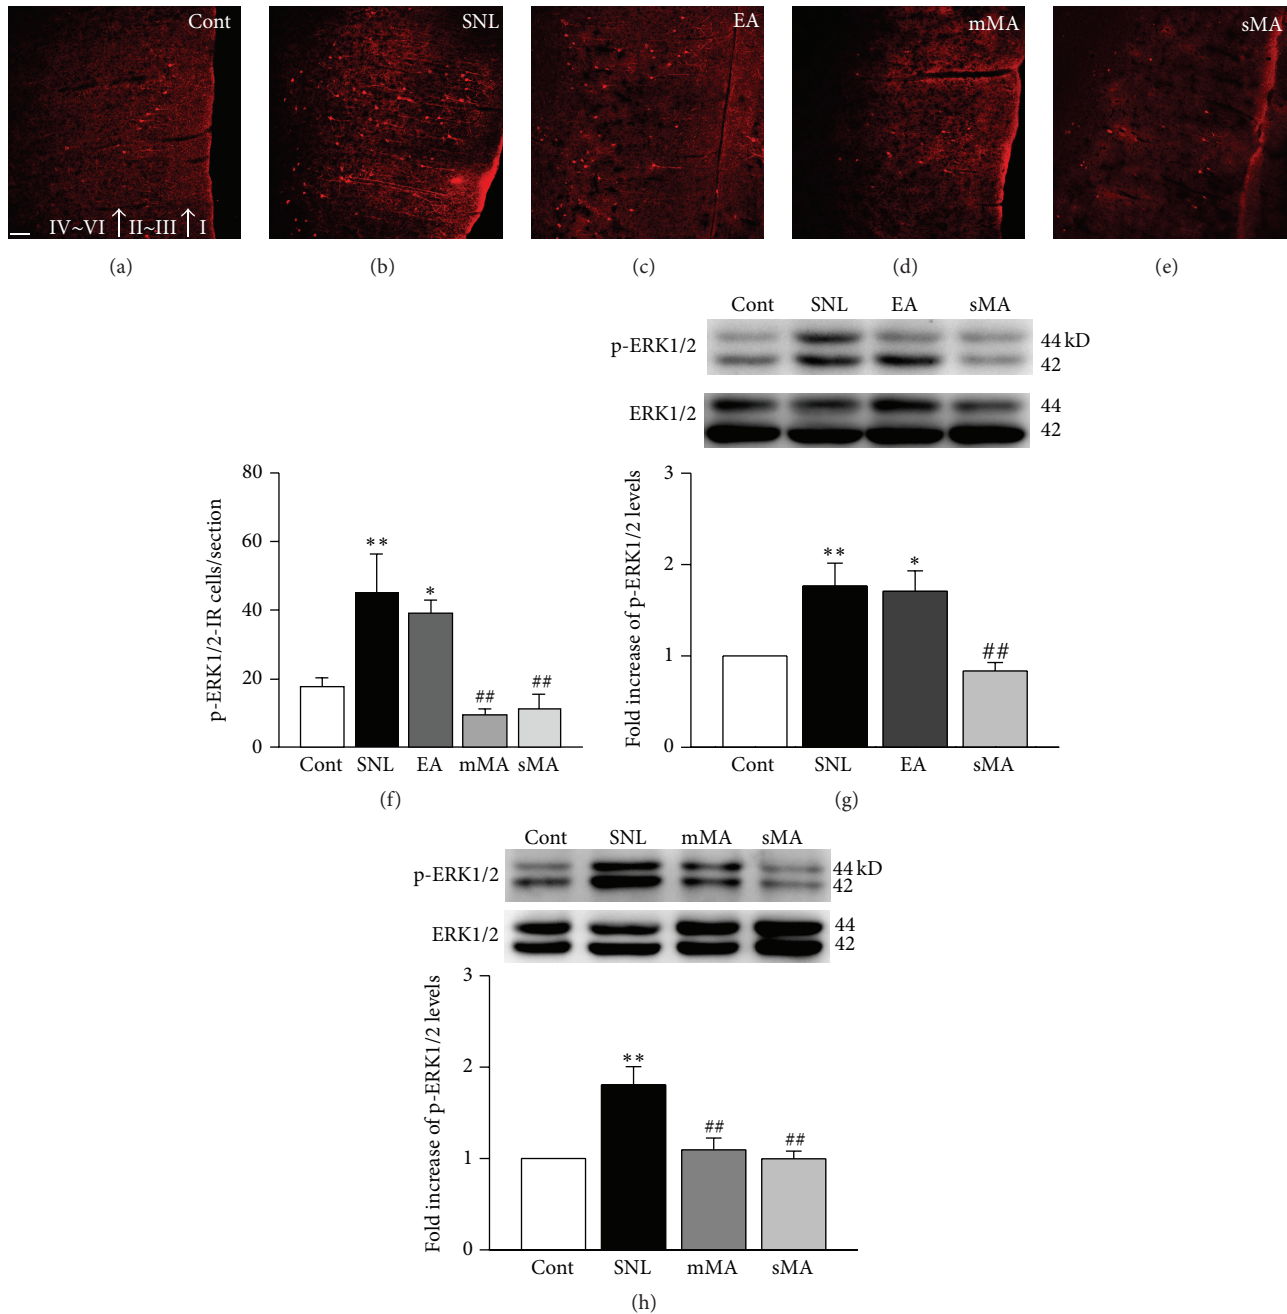 Cont
SNL
EA
mMA
sMA
IV~VI ↑ II~III ↑ I
(a)
(b)
(c)
(d)
(e)
Cont SNL EA sMA
p-ERK1/2
44 kD
42
ERK1/2
44
42
p-ERK1/2-IR cells/section
80
60
40
20
0
**
*
##
##
Cont SNL EA mMA sMA
(f)
Fold increase of p-ERK1/2 levels
3
2
1
0
**
*
##
Cont SNL EA sMA
(g)
Cont SNL mMA sMA
p-ERK1/2
44 kD
42
ERK1/2
44
42
Fold increase of p-ERK1/2 levels
3
2
1
0
**
##
##
Cont SNL mMA sMA
(h)